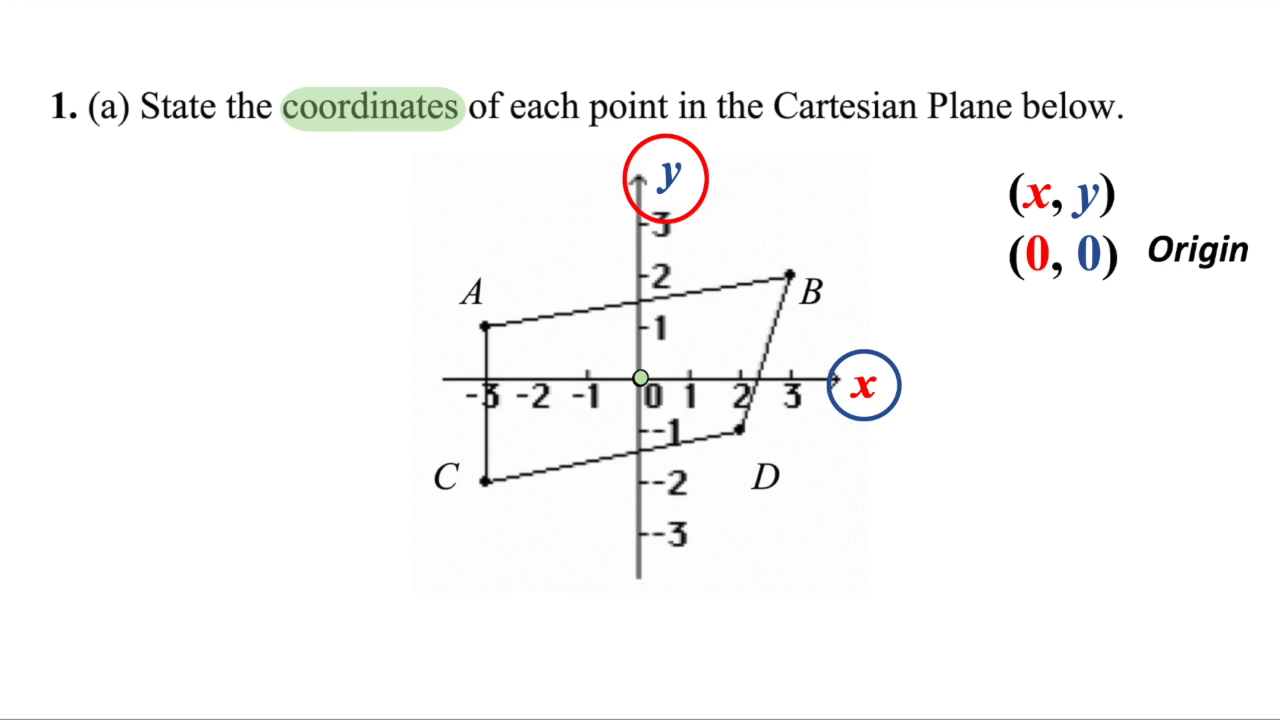 1. (a) State the coordinates of each point in the Cartesian Plane below.
y
(x, y)
3
(0, 0) Origin
2
A
B
1
-3 -2 -1 0 1 2 3 x
-1
C
-2
D
-3